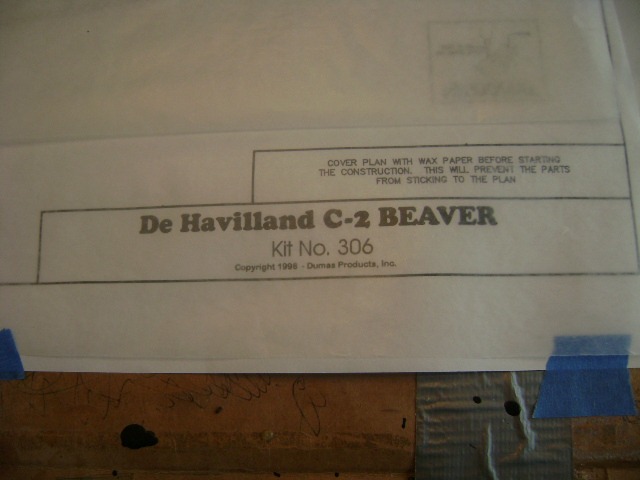 COVER PLAN WITH WAX PAPER BEFORE STARTING
THE CONSTRUCTION. THIS WILL PREVENT THE PARTS
FROM STICKING TO THE PLAN
De Havilland C-2 BEAVER
Kit No. 306
Copyright 1998 - Dumas Products, Inc.